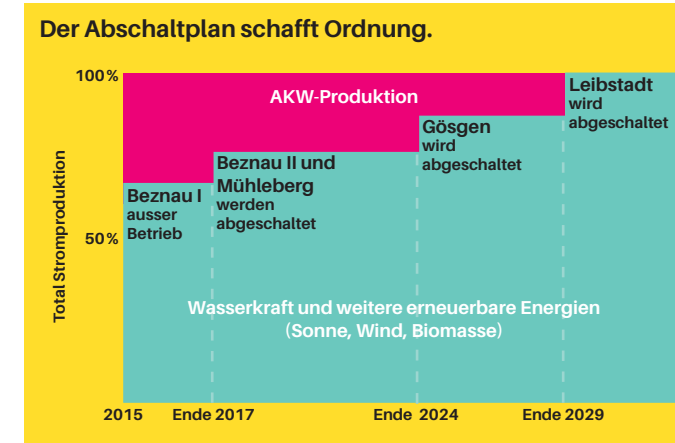 Der Abschaltplan schafft Ordnung.
100%
AKW-Produktion
Leibstadt
wird
abgeschaltet
Gösgen
wird
abgeschaltet
Beznau II und
Mühleberg
werden
abgeschaltet
Beznau I
ausser
Betrieb
50%
Total Stromproduktion
Wasserkraft und weitere erneuerbare Energien
(Sonne, Wind, Biomasse)
2015 Ende 2017 Ende 2024 Ende 2029